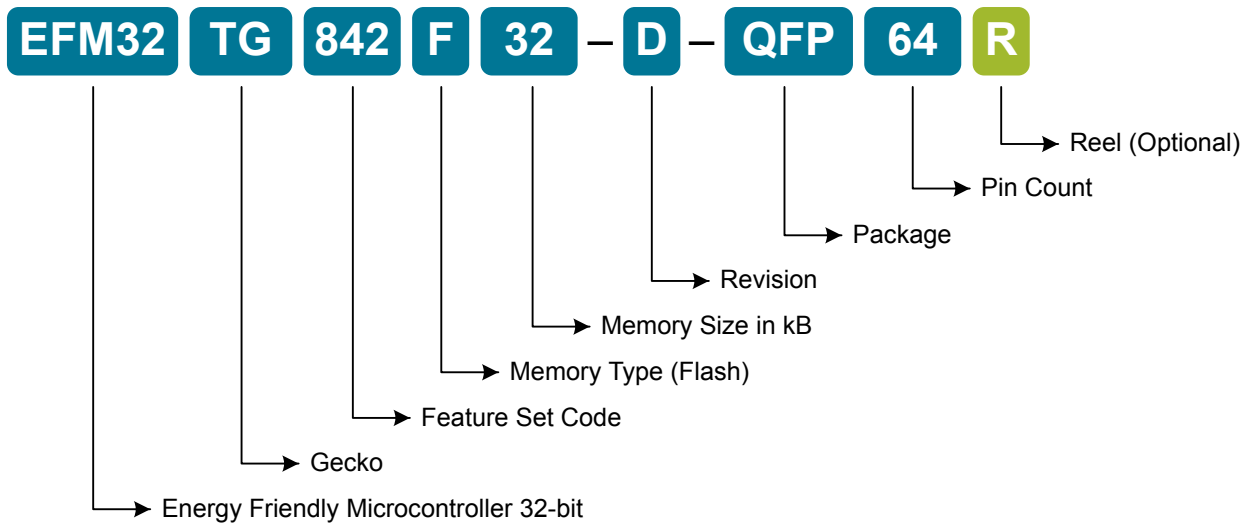 EFM32 TG 842 F 32 – D – QFP 64 R
Reel (Optional)
Pin Count
Package
Revision
Memory Size in kB
Memory Type (Flash)
Feature Set Code
Gecko
Energy Friendly Microcontroller 32-bit